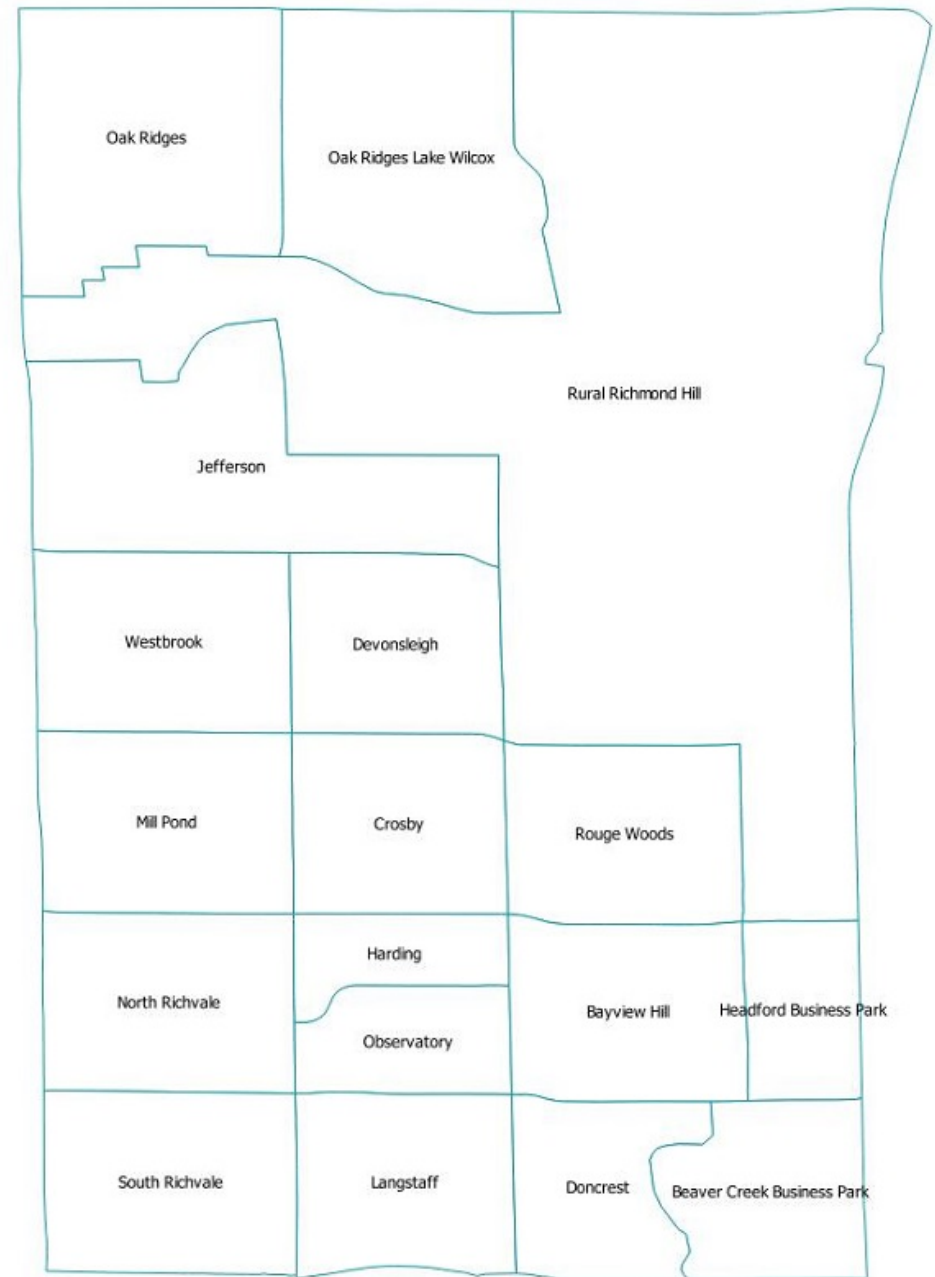 Oak Ridges
Oak Ridges Lake Wilcox
Rural Richmond Hill
Jefferson
Westbrook
Devonsleigh
Mill Pond
Crosby
Rouge Woods
Harding
North Richvale
Bayview Hill
Headford Business Park
Observatory
South Richvale
Langstaff
Doncrest
Beaver Creek Business Park